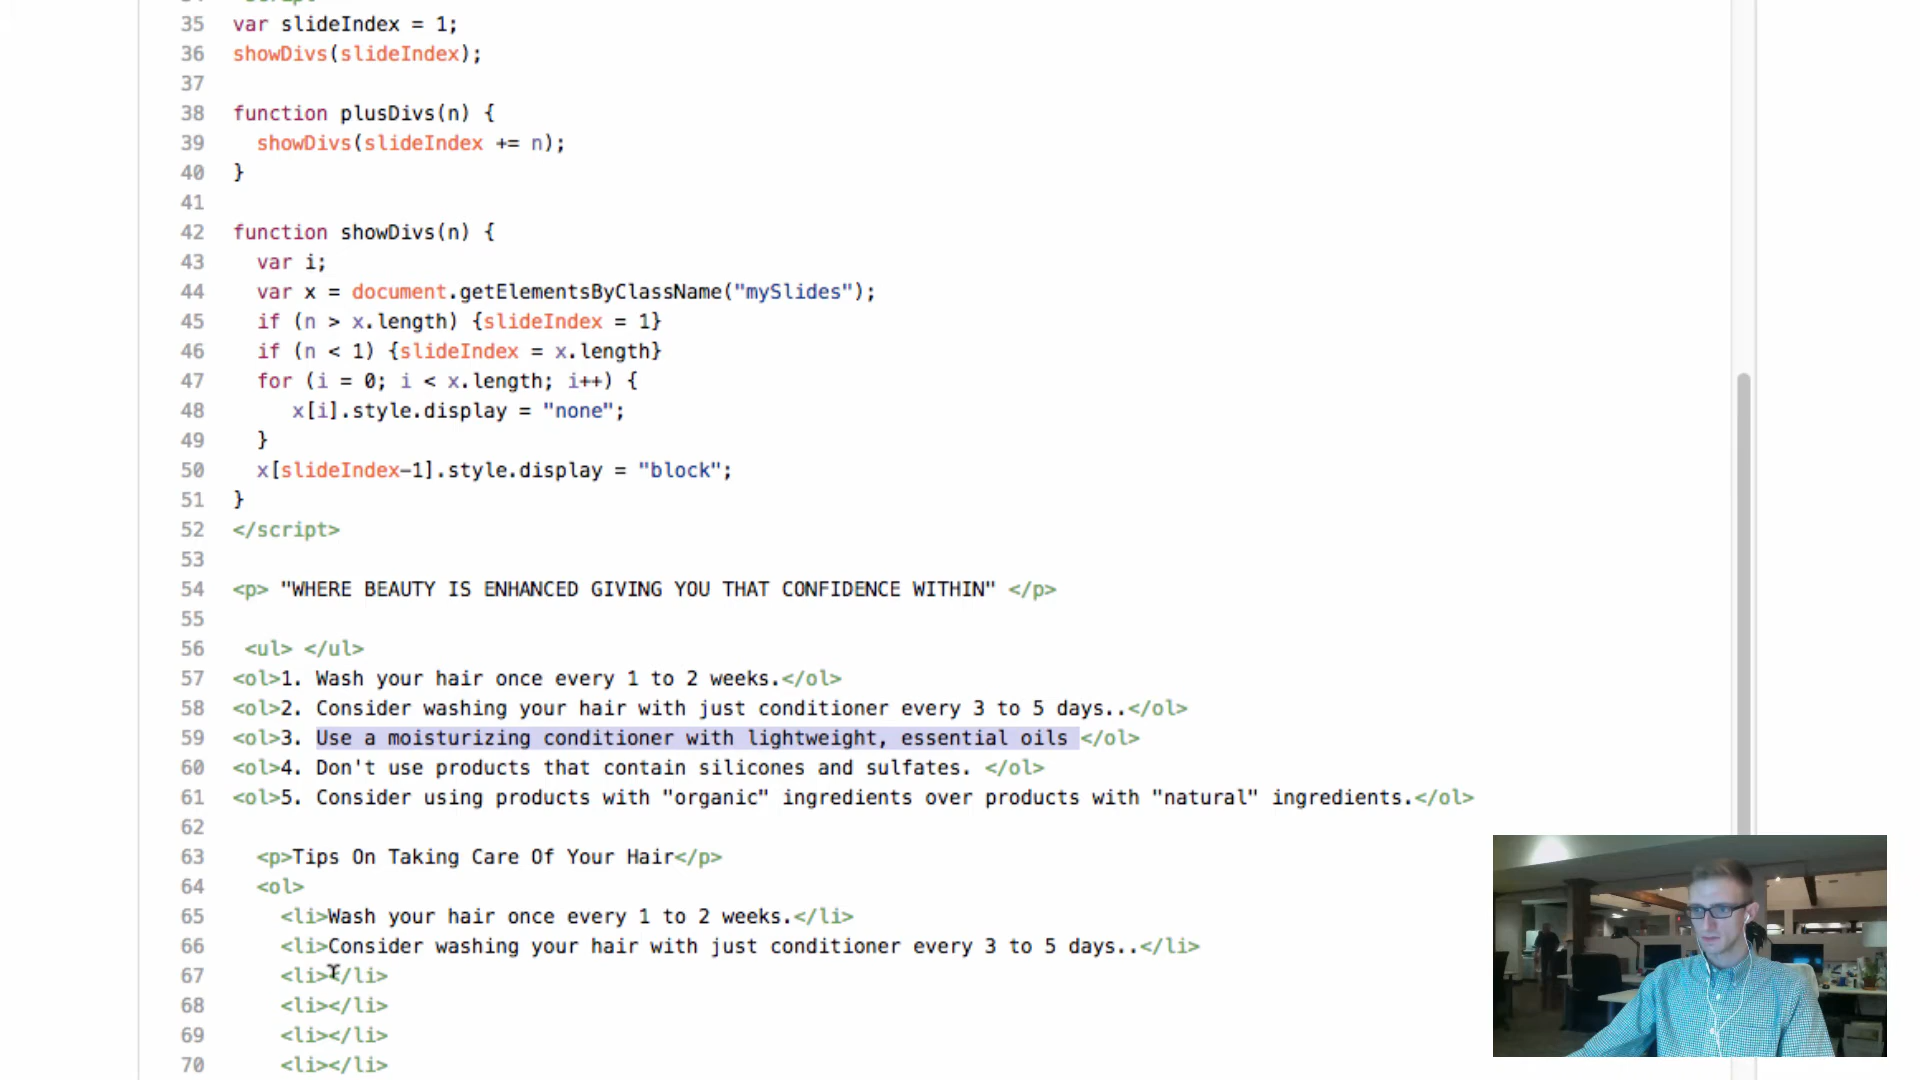 35 var slideIndex = 1;
36 showDivs(slideIndex);
37
38 function plusDivs(n) {
39   showDivs(slideIndex += n);
40 }
41
42 function showDivs(n) {
43   var i;
44   var x = document.getElementsByClassName("mySlides");
45   if (n > x.length) {slideIndex = 1}
46   if (n < 1) {slideIndex = x.length}
47   for (i = 0; i < x.length; i++) {
48      x[i].style.display = "none";
49   }
50   x[slideIndex-1].style.display = "block";
51 }
52 </script>
53
54 <p> "WHERE BEAUTY IS ENHANCED GIVING YOU THAT CONFIDENCE WITHIN" </p>
55
56  <ul> </ul>
57 <ol>1. Wash your hair once every 1 to 2 weeks.</ol>
58 <ol>2. Consider washing your hair with just conditioner every 3 to 5 days..</ol>
59 <ol>3. Use a moisturizing conditioner with lightweight, essential oils </ol>
60 <ol>4. Don't use products that contain silicones and sulfates. </ol>
61 <ol>5. Consider using products with "organic" ingredients over products with "natural" ingredients.</ol>
62
63   <p>Tips On Taking Care Of Your Hair</p>
64   <ol>
65     <li>Wash your hair once every 1 to 2 weeks.</li>
66     <li>Consider washing your hair with just conditioner every 3 to 5 days..</li>
67     <li></li>
68     <li></li>
69     <li></li>
70     <li></li>